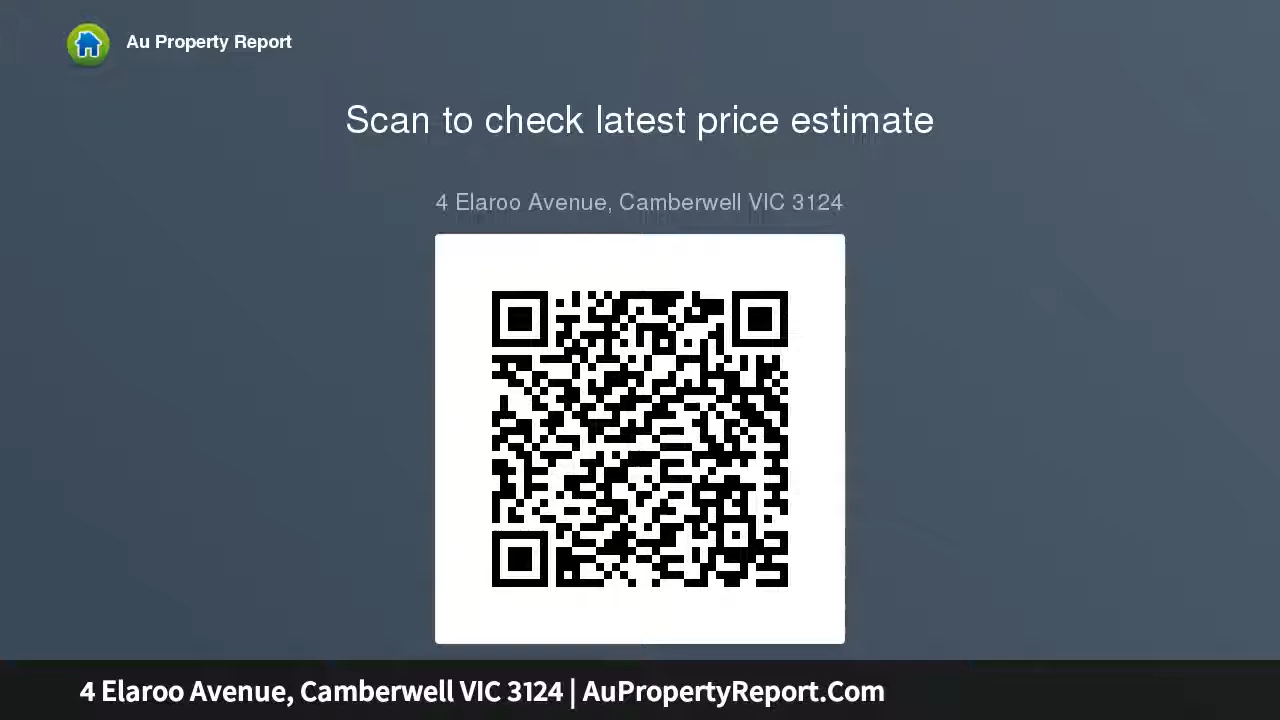 Au Property Report
Scan to check latest price estimate
4 Elaroo Avenue, Camberwell VIC 3124
4 Elaroo Avenue, Camberwell VIC 3124 | AuPropertyReport.Com